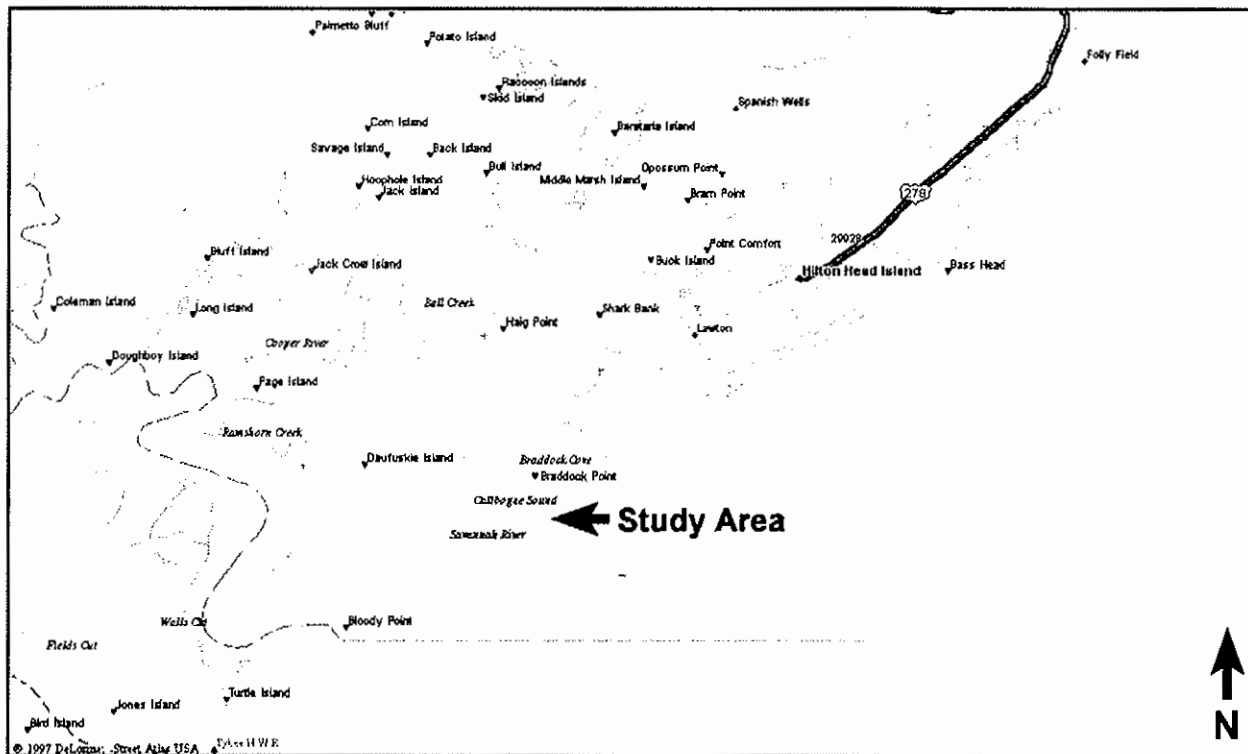 Palmetto Bluff
Potato Island
Folly Field
Raccoon Islands
Skid Island
Spanish Wells
Corn Island
Barataria Island
Savage Island
Back Island
Bull Island
Opossum Point
Hoophole Island
Middle Marsh Island
Jack Island
Bram Point
278
29928
Bluff Island
Point Comfort
Jack Crow Island
Buck Island
Hilton Head Island
Bass Head
Coleman Island
Long Island
Bull Creek
Shark Bank
Haig Point
Lawton
Cooper River
Doughboy Island
Page Island
Ramshorn Creek
Daufuskie Island
Braddock Cove
Braddock Point
Calibogue Sound
Study Area
Savannah River
Walls Cut
Bloody Point
Fields Cut
Turtle Island
Jones Island
Bird Island
N
© 1997 DeLorme. Street Atlas USA
Tybee N W R